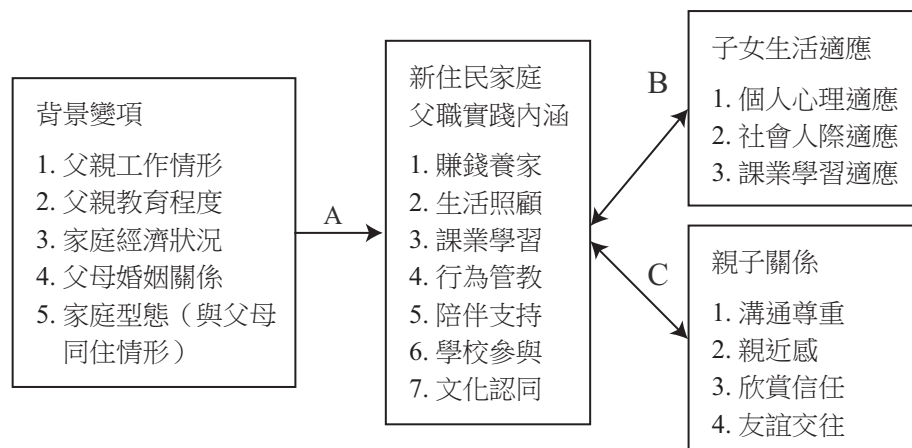 背景變項
1. 父親工作情形
2. 父親教育程度
3. 家庭經濟狀況
4. 父母婚姻關係
5. 家庭型態（與父母
同住情形）
A
新住民家庭
父職實踐內涵
1. 賺錢養家
2. 生活照顧
3. 課業學習
4. 行為管教
5. 陪伴支持
6. 學校參與
7. 文化認同
B
子女生活適應
1. 個人心理適應
2. 社會人際適應
3. 課業學習適應
C
親子關係
1. 溝通尊重
2. 親近感
3. 欣賞信任
4. 友誼交往